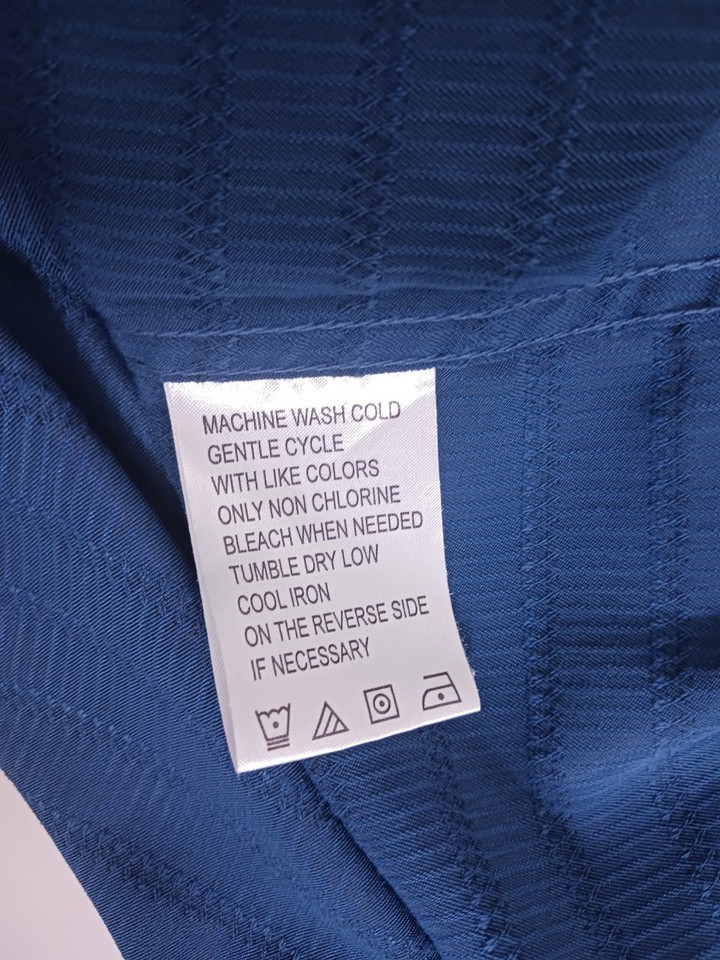 MACHINE WASH COLD
GENTLE CYCLE
WITH LIKE COLORS
ONLY NON CHLORINE
BLEACH WHEN NEEDED
TUMBLE DRY LOW
COOL IRON
ON THE REVERSE SIDE
IF NECESSARY